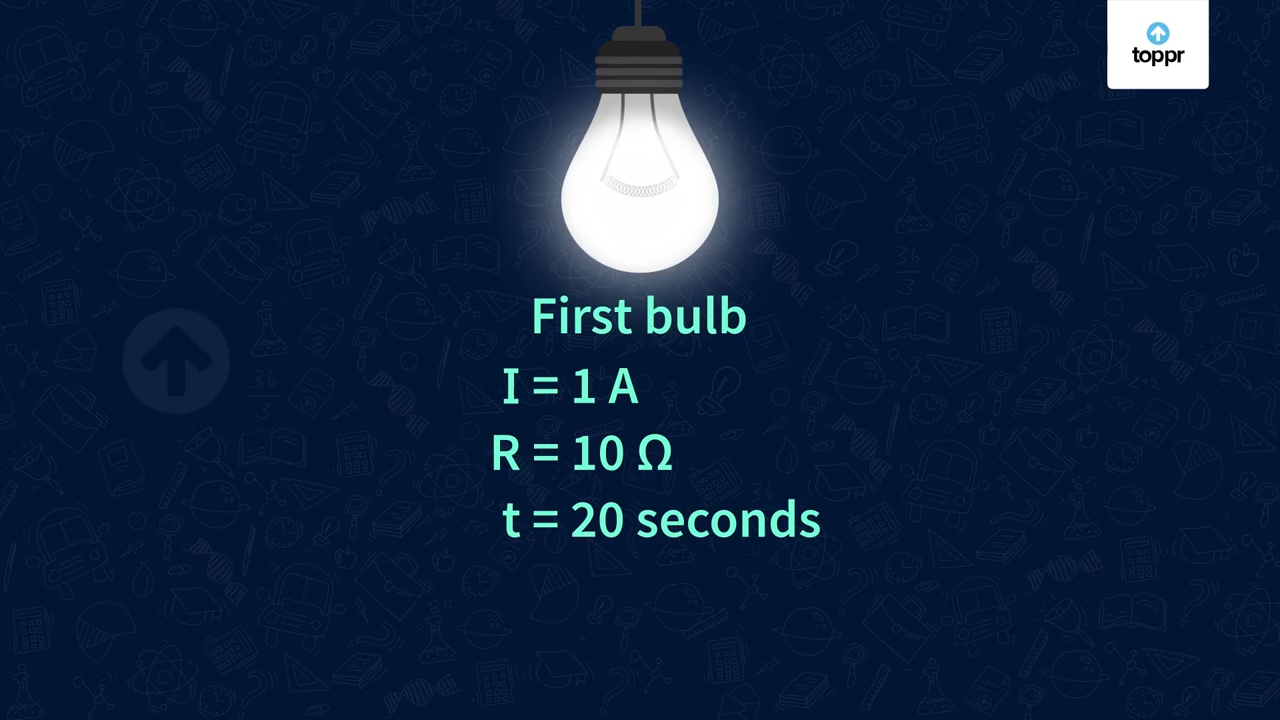 toppr
First bulb
I = 1 A
R = 10 Ω
t = 20 seconds